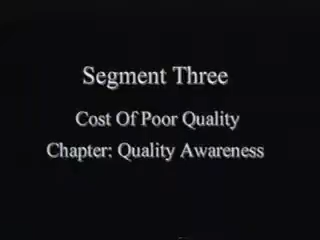 Segment Three
Cost Of Poor Quality
Chapter: Quality Awareness